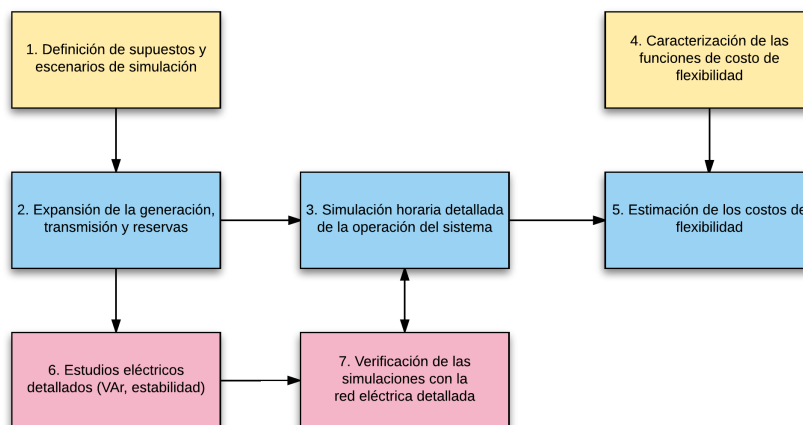 1. Definición de supuestos y
escenarios de simulación
4. Caracterización de las
funciones de costo de
flexibilidad
2. Expansión de la generación,
transmisión y reservas
3. Simulación horaria detallada
de la operación del sistema
5. Estimación de los costos de
flexibilidad
6. Estudios eléctricos
detallados (VAr, estabilidad)
7. Verificación de las
simulaciones con la
red eléctrica detallada